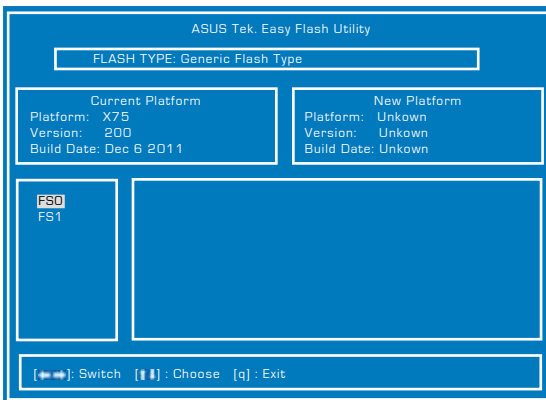 ASUS Tek. Easy Flash Utility
FLASH TYPE: Generic Flash Type
Current Platform
Platform: X75
Version: 200
Build Date: Dec 6 2011
New Platform
Platform: Unkown
Version: Unkown
Build Date: Unkown
FS0
FS1
[←→]: Switch [↑↓] : Choose [q] : Exit